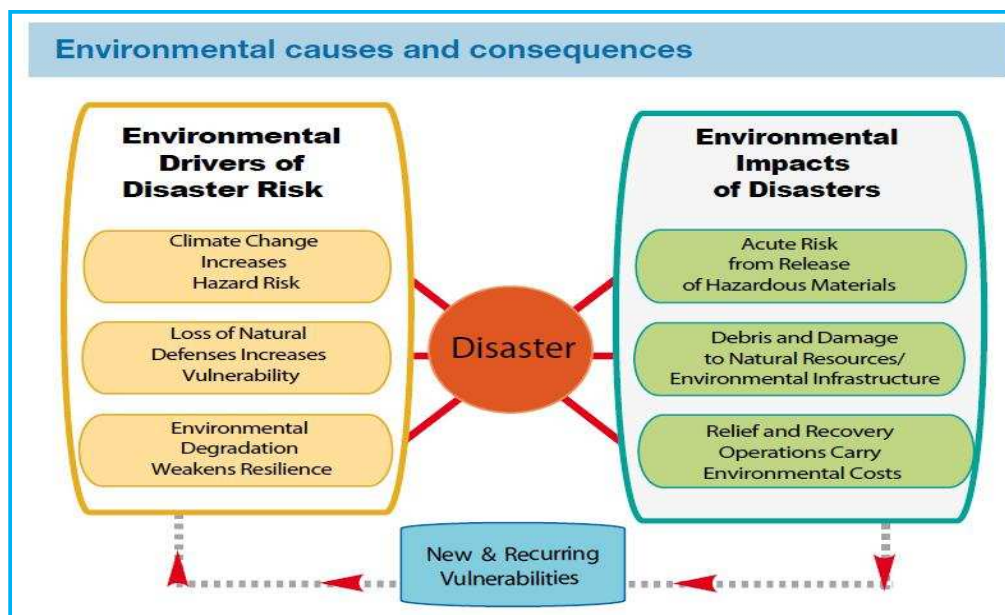 Environmental causes and consequences
Environmental
Drivers of
Disaster Risk
Climate Change
Increases
Hazard Risk
Loss of Natural
Defenses Increases
Vulnerability
Environmental
Degradation
Weakens Resilience
Disaster
Environmental
Impacts
of Disasters
Acute Risk
from Release
of Hazardous Materials
Debris and Damage
to Natural Resources/
Environmental Infrastructure
Relief and Recovery
Operations Carry
Environmental Costs
New & Recurring
Vulnerabilities